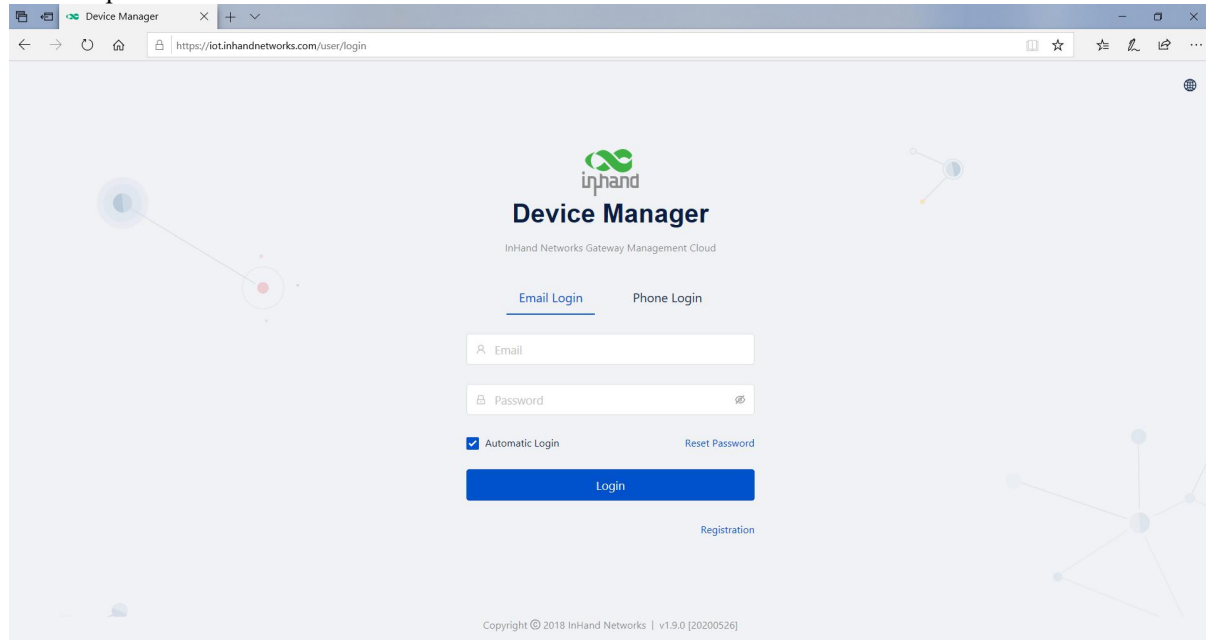 Device Manager
https://iot.inhandnetworks.com/user/login
inhand
Device Manager
InHand Networks Gateway Management Cloud
Email Login Phone Login
Email
Password
Automatic Login Reset Password
Login
Registration
Copyright © 2018 InHand Networks | v1.9.0 [20200526]